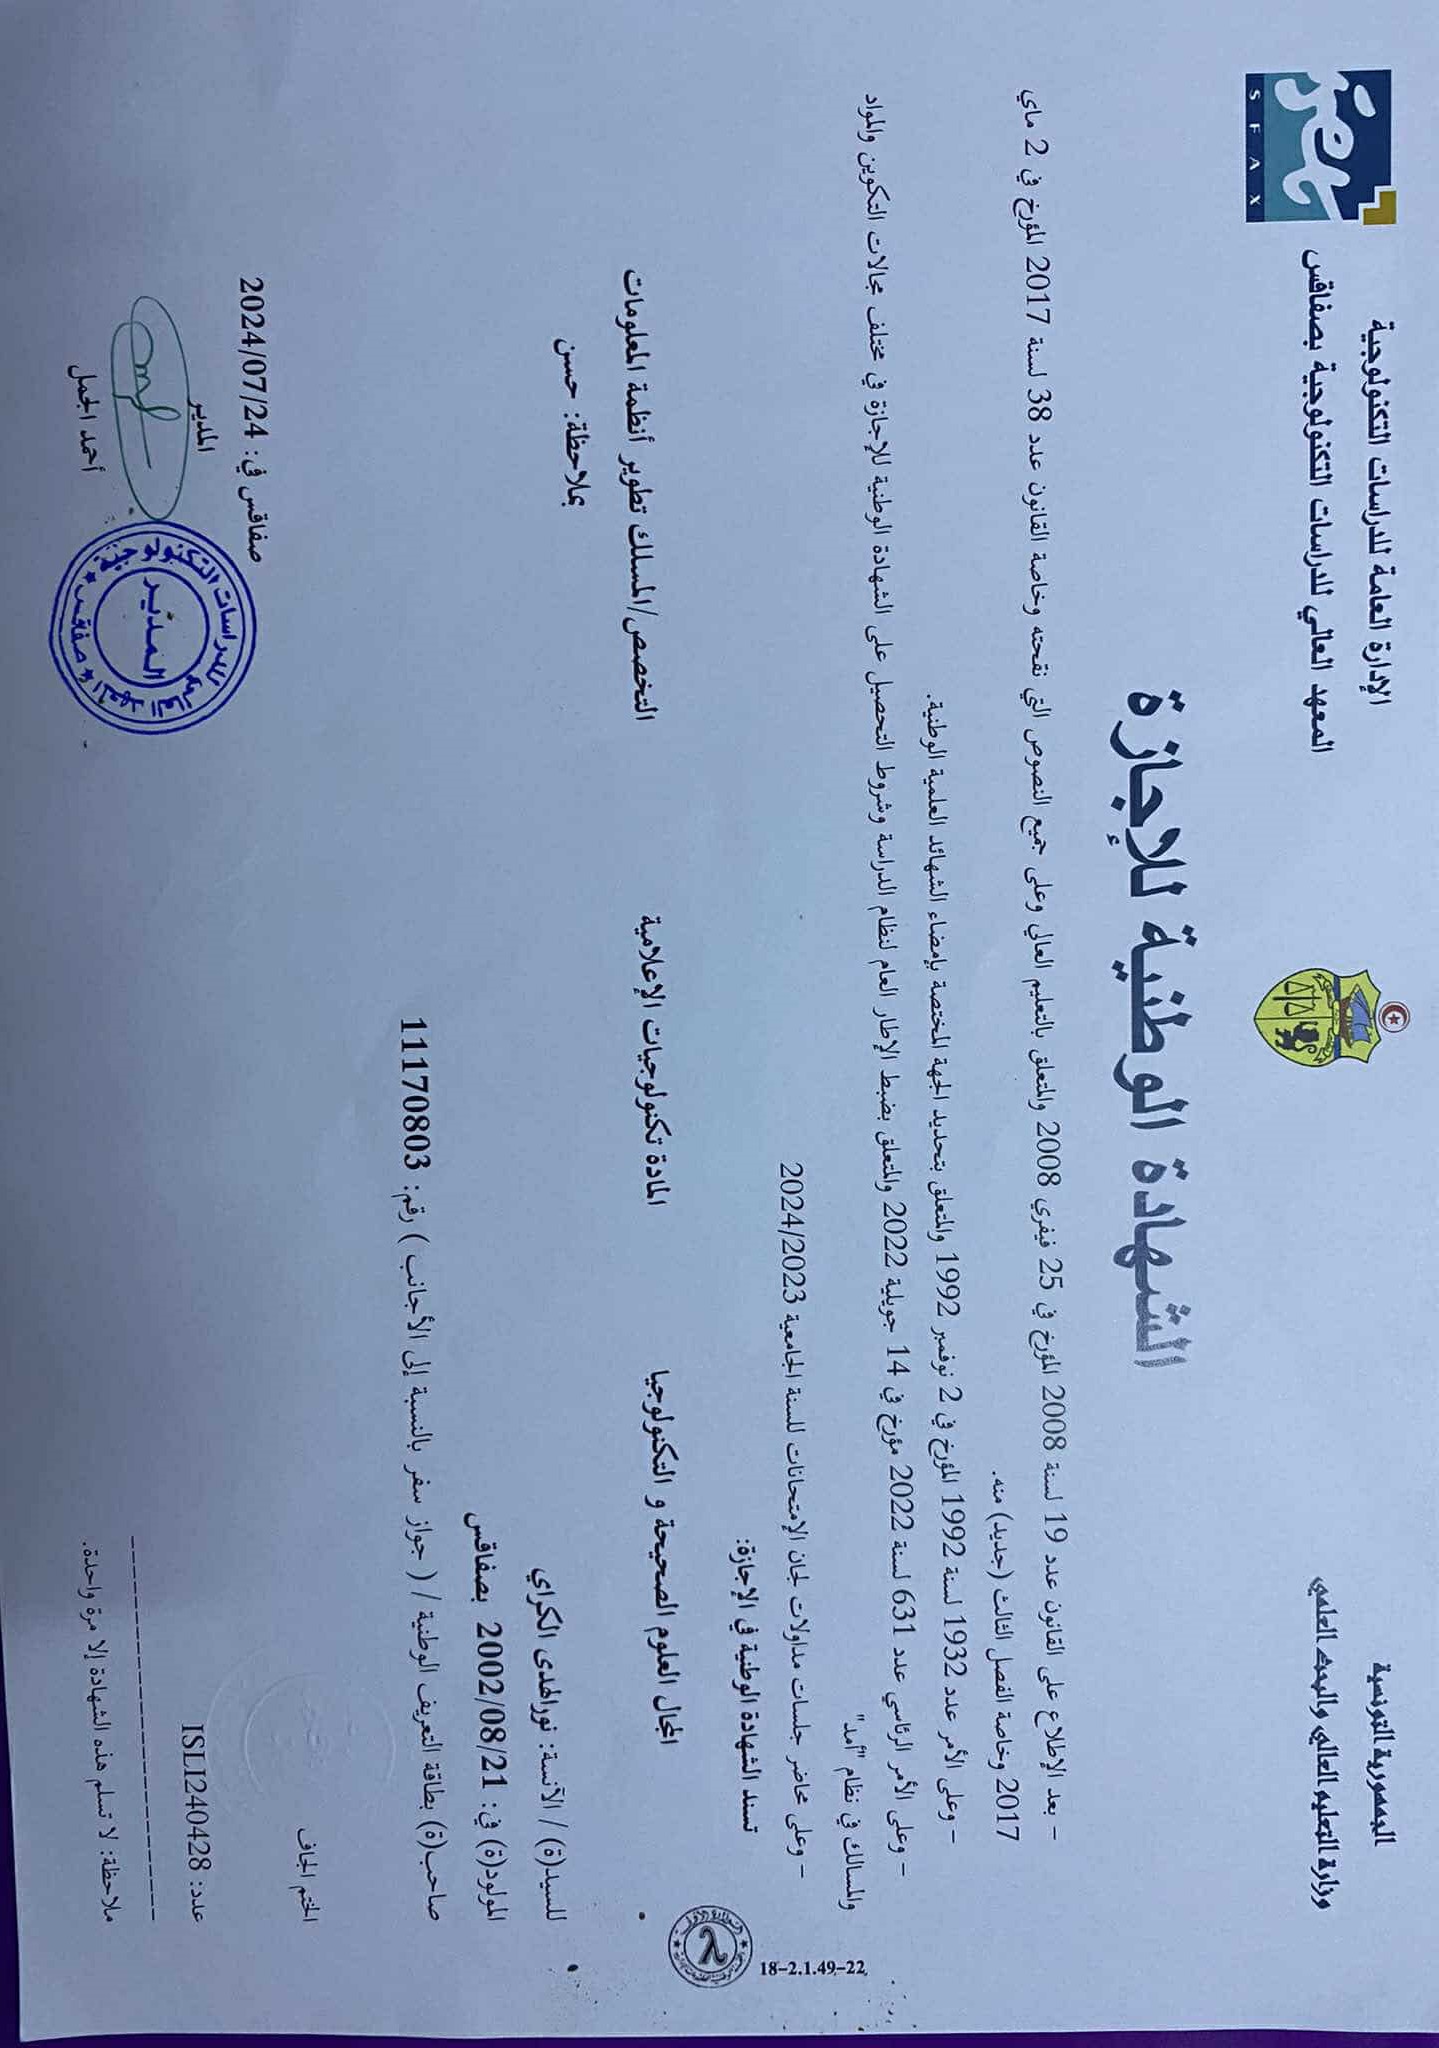 الجمهورية التونسية
وزارة التعليم العالي والبحث العلمي
الإدارة العامة للدراسات التكنولوجية
المعهد العالي للدراسات التكنولوجية بصفاقس
iset
SFAX
الشهادة الوطنية للإجازة
– بعد الإطلاع على القانون عدد 19 لسنة 2008 المؤرخ في 25 فيفري 2008 والمتعلق بالتعليم العالي وعلى جميع النصوص التي نقحته وخاصة القانون عدد 38 لسنة 2017 المؤرخ في 2 ماي
2017 وخاصة الفصل الثالث (جديد) منه.
– وعلى الأمر عدد 1932 لسنة 1992 المؤرخ في 2 نوفمبر 1992 والمتعلق بتحديد الجهة المختصة بإمضاء الشهائد العلمية الوطنية.
– وعلى الأمر الرئاسي عدد 631 لسنة 2022 مؤرخ في 14 جويلية 2022 والمتعلق بضبط الإطار العام لنظام الدراسة وشروط التحصيل على الشهادة الوطنية للإجازة في مختلف مجالات التكوين والمواد
والمسالك في نظام "أمد"
– وعلى محاضر جلسات مداولات لجان الإمتحانات للسنة الجامعية 2024/2023
تسند الشهادة الوطنية في الإجازة:
18-2.1.49-22
2
المجال العلوم الصحيحة و التكنولوجيا
المادة تكنولوجيات الإعلامية
التخصص/المسلك تطوير أنظمة المعلومات
بملاحظة: حسن
للسيد(ة) / الآنسة: نورالهدى الكراي
المولود(ة) في: 2002/08/21 بصفاقس
صاحب(ة) بطاقة التعريف الوطنية / ( جواز سفر بالنسبة إلى الأجانب ) رقم: 11170803
الختم الجاف
صفاقس في: 2024/07/24
المدير
المعهد العالي للدراسات التكنولوجية
صفاقس
المدير
أحمد الجمل
عدد: ISLI240428
ملاحظة: لا تسلم هذه الشهادة إلا مرة واحدة.